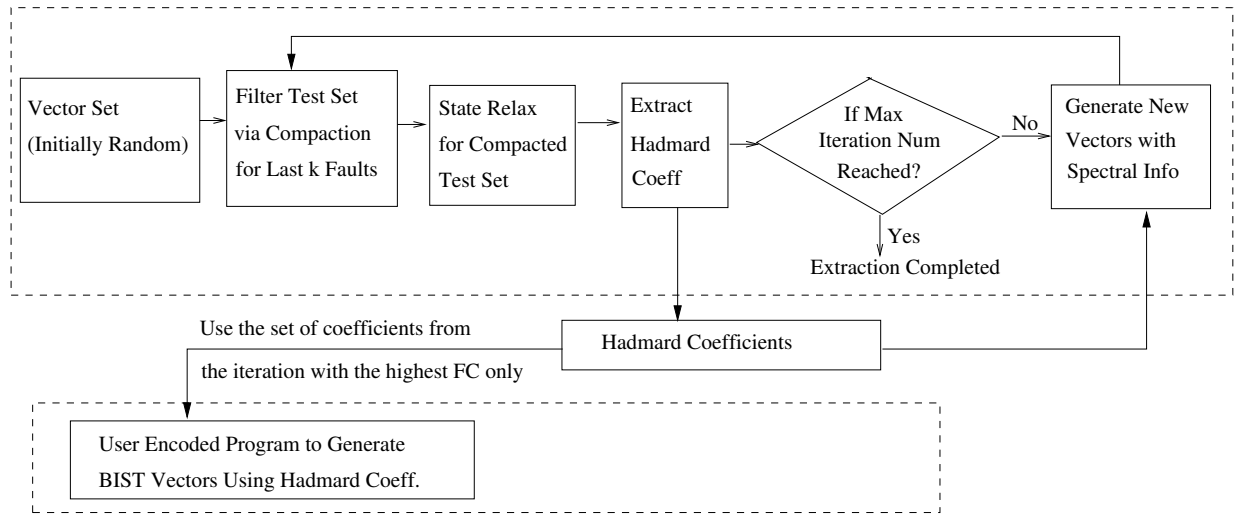 Vector Set
(Initially Random)
Filter Test Set
via Compaction
for Last k Faults
State Relax
for Compacted
Test Set
Extract
Hadmard
Coeff
If Max
Iteration Num
Reached?
No
Generate New
Vectors with
Spectral Info
Yes
Extraction Completed
Use the set of coefficients from
the iteration with the highest FC only
Hadmard Coefficients
User Encoded Program to Generate
BIST Vectors Using Hadmard Coeff.